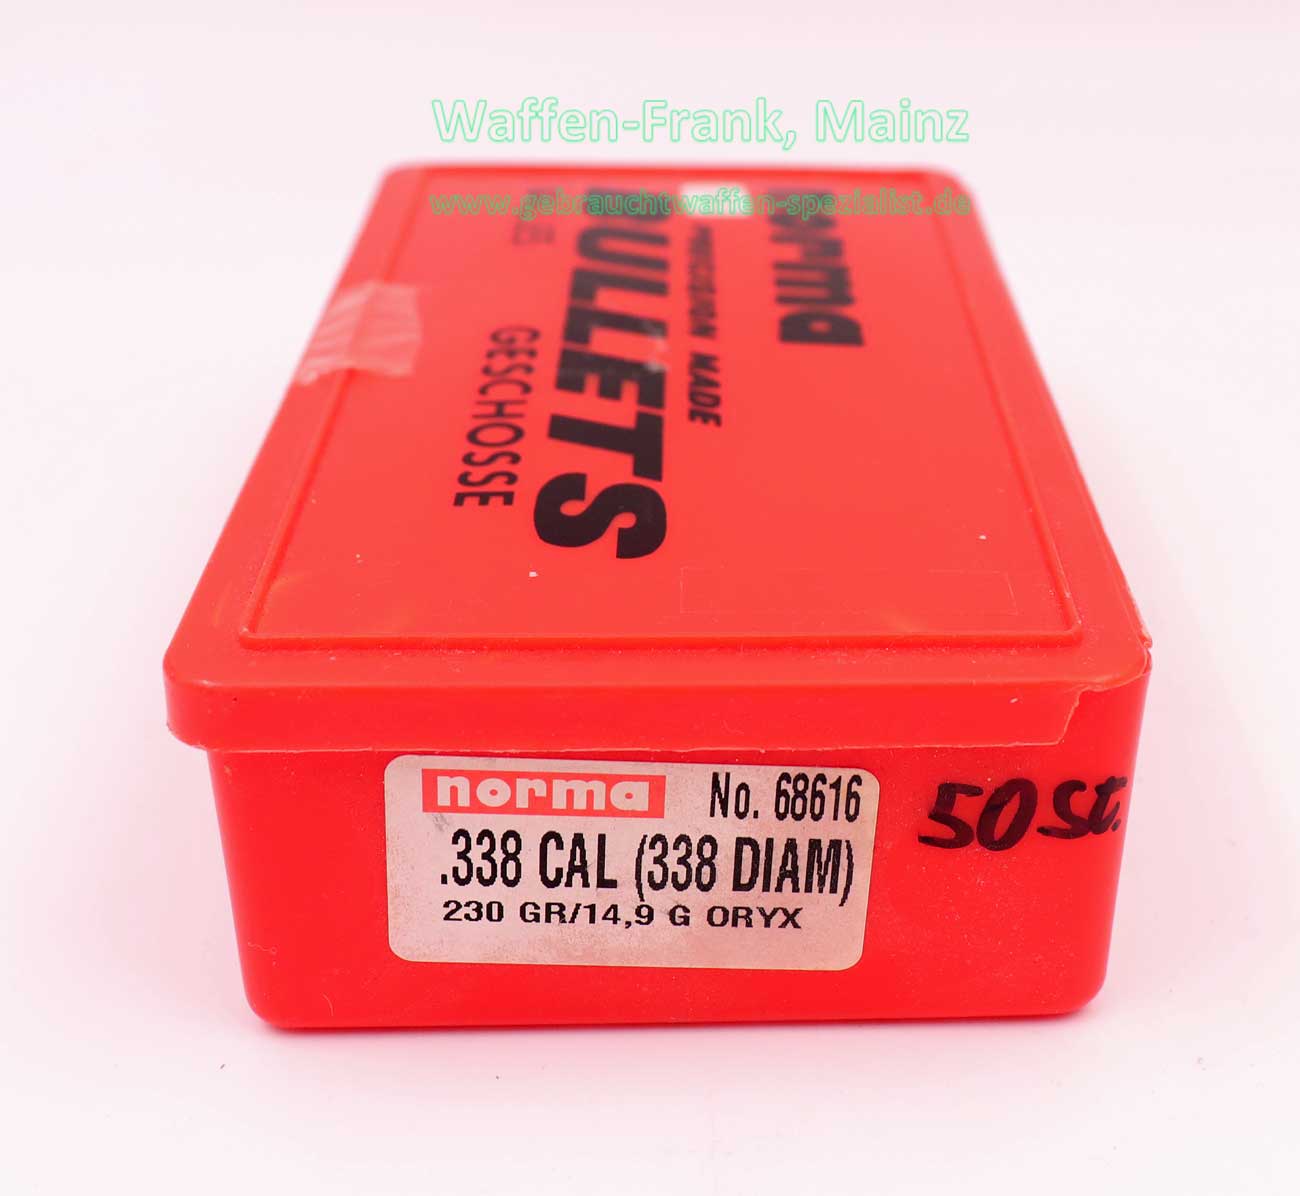 Waffen-Frank, Mainz
www.gebrauchtwaffen-spezialist.de
norma
PRECISION MADE
BULLETS
GESCHOSSE
norma No. 68616
.338 CAL (338 DIAM)
230 GR/14,9 G ORYX
50 St.